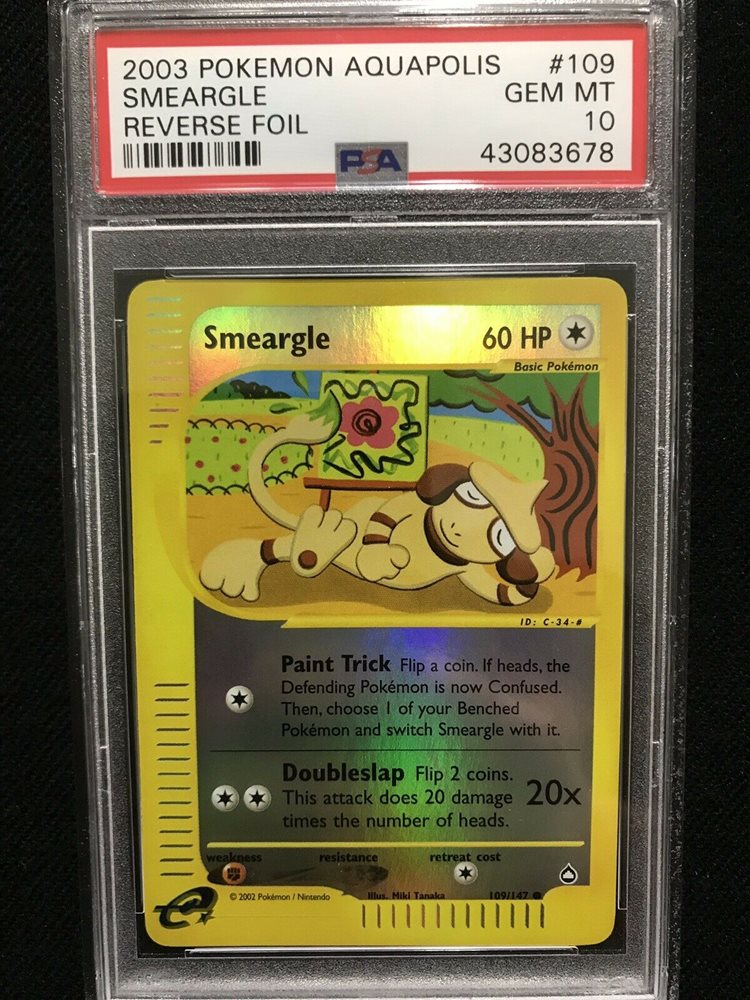 2003 POKEMON AQUAPOLIS #109
SMEARGLE GEM MT
REVERSE FOIL 10
PSA 43083678
Smeargle 60 HP
Basic Pokémon
ID: C-34-#
Paint Trick Flip a coin. If heads, the
Defending Pokémon is now Confused.
Then, choose 1 of your Benched
Pokémon and switch Smeargle with it.
Doubleslap Flip 2 coins.
This attack does 20 damage 20x
times the number of heads.
weakness resistance retreat cost
e © 2002 Pokémon / Nintendo Illus. Miki Tanaka 109/147